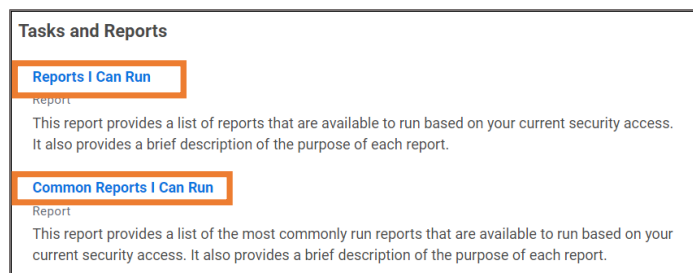 Tasks and Reports
Reports I Can Run
Report
This report provides a list of reports that are available to run based on your current security access.
It also provides a brief description of the purpose of each report.
Common Reports I Can Run
Report
This report provides a list of the most commonly run reports that are available to run based on your
current security access. It also provides a brief description of the purpose of each report.